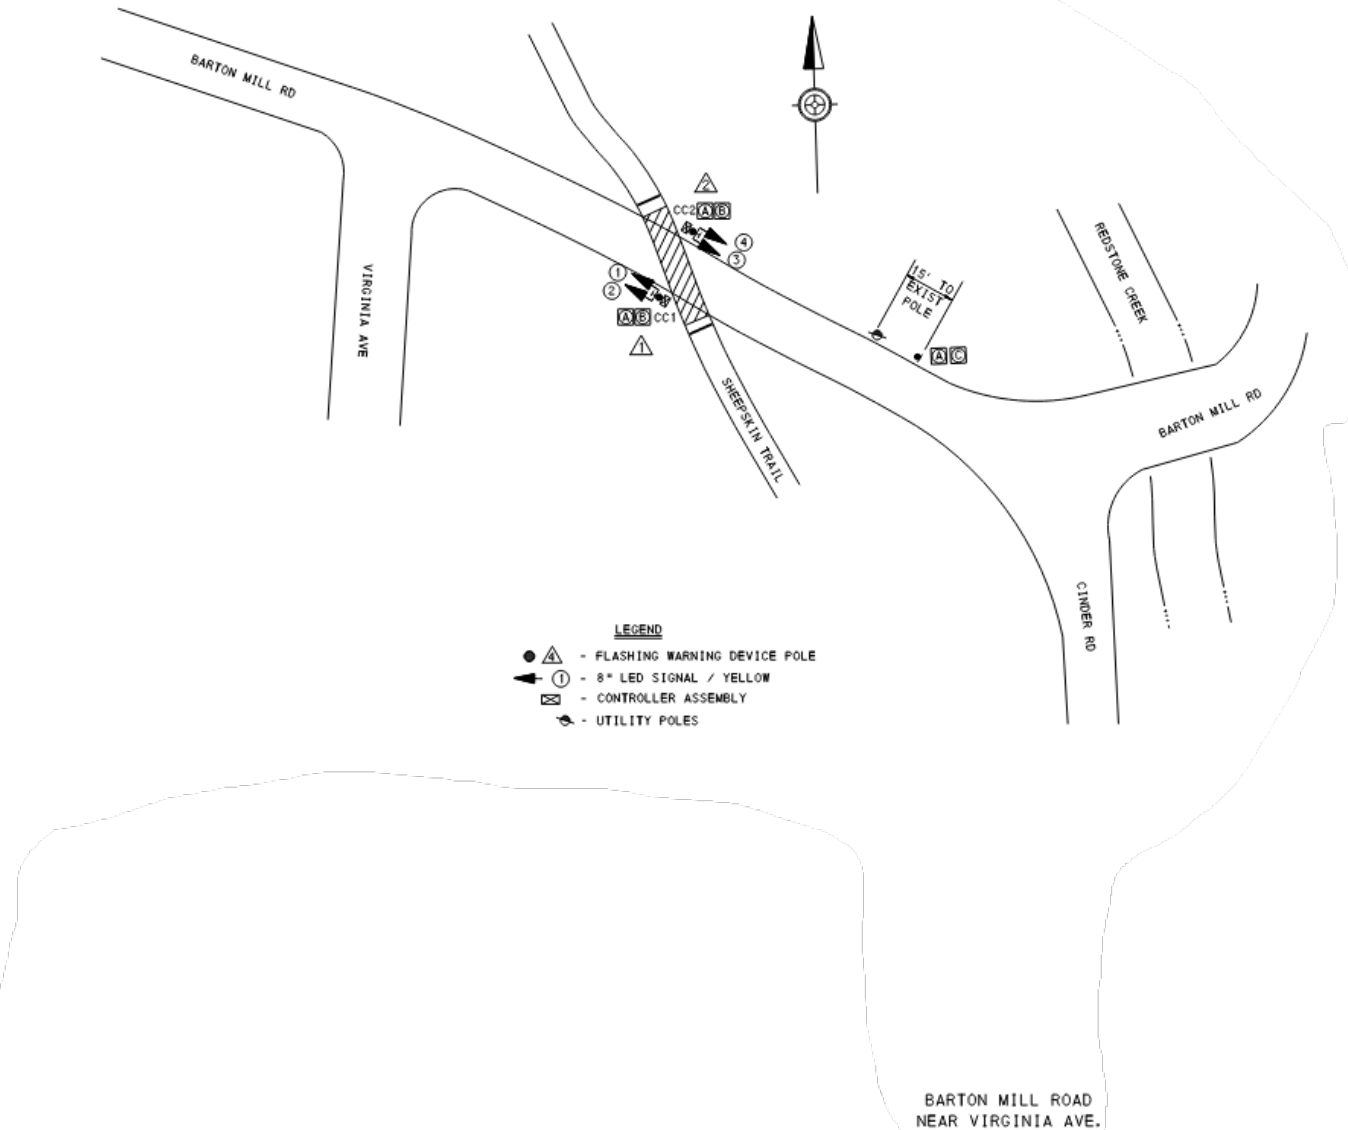 BARTON MILL RD
VIRGINIA AVE
2
CC2 A B
4
3
1
2
A B CC1
1
SHEEPSKIN TRAIL
15' TO
EXIST
POLE
A C
REDSTONE CREEK
BARTON MILL RD
CINDER RD
LEGEND
4 - FLASHING WARNING DEVICE POLE
1 - 8" LED SIGNAL / YELLOW
- CONTROLLER ASSEMBLY
- UTILITY POLES
BARTON MILL ROAD
NEAR VIRGINIA AVE.